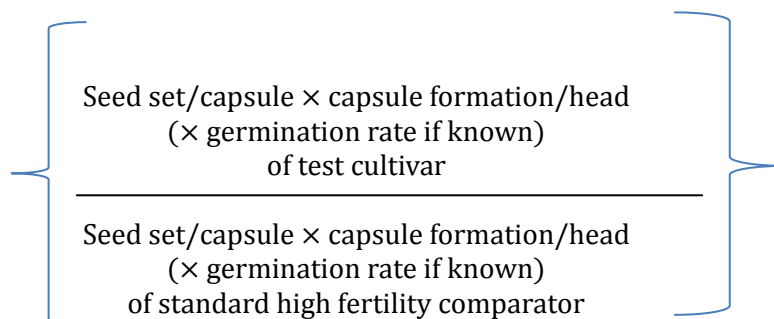 Seed set/capsule × capsule formation/head
(× germination rate if known)
of test cultivar
Seed set/capsule × capsule formation/head
(× germination rate if known)
of standard high fertility comparator